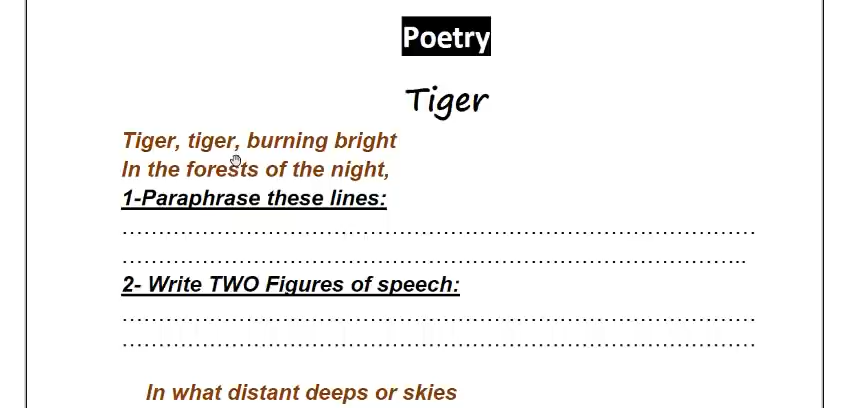 Poetry
Tiger
Tiger, tiger, burning bright
In the forests of the night,
1-Paraphrase these lines:
……………………………………………………………………………
…………………………………………………………………………..
2- Write TWO Figures of speech:
……………………………………………………………………………
……………………………………………………………………………
In what distant deeps or skies